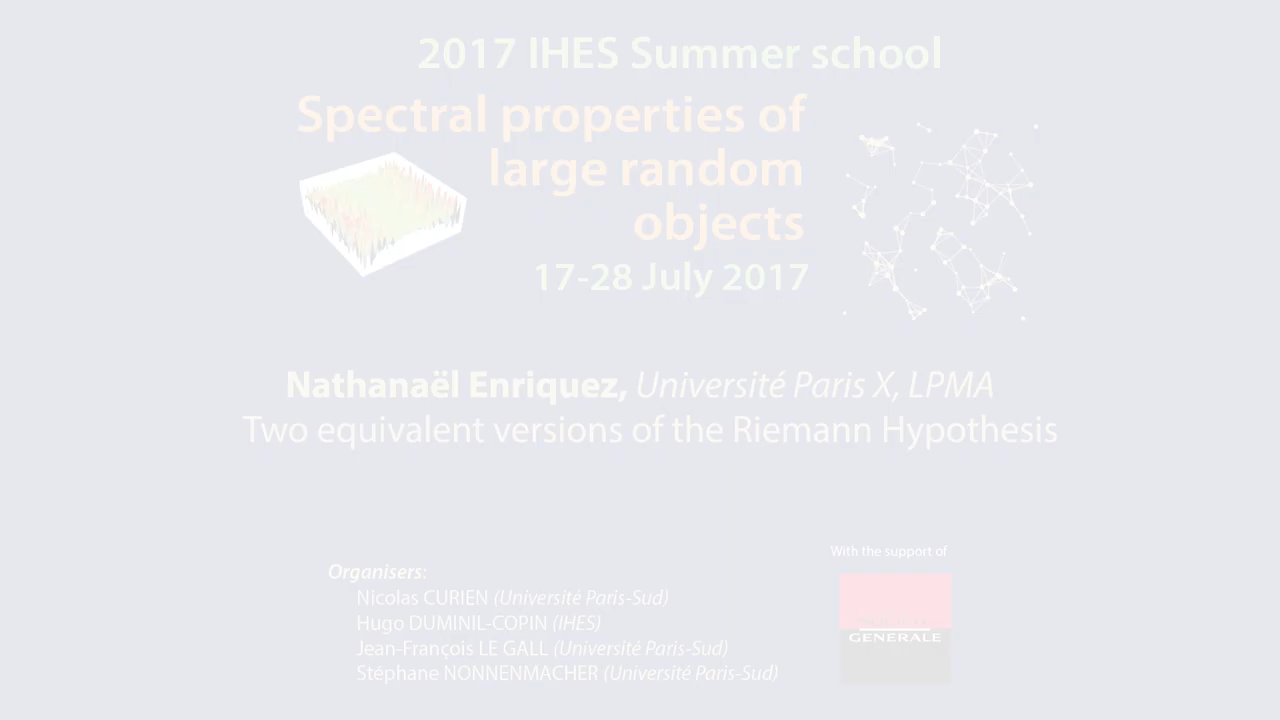 2017 IHES Summer school
Spectral properties of
large random
objects
17-28 July 2017
Nathanaël Enriquez, Université Paris X, LPMA
Two equivalent versions of the Riemann Hypothesis
With the support of
Organisers:
Nicolas CURIEN (Université Paris-Sud)
Hugo DUMINIL-COPIN (IHES)
Jean-François LE GALL (Université Paris-Sud)
Stéphane NONNENMACHER (Université Paris-Sud)
GENERALE